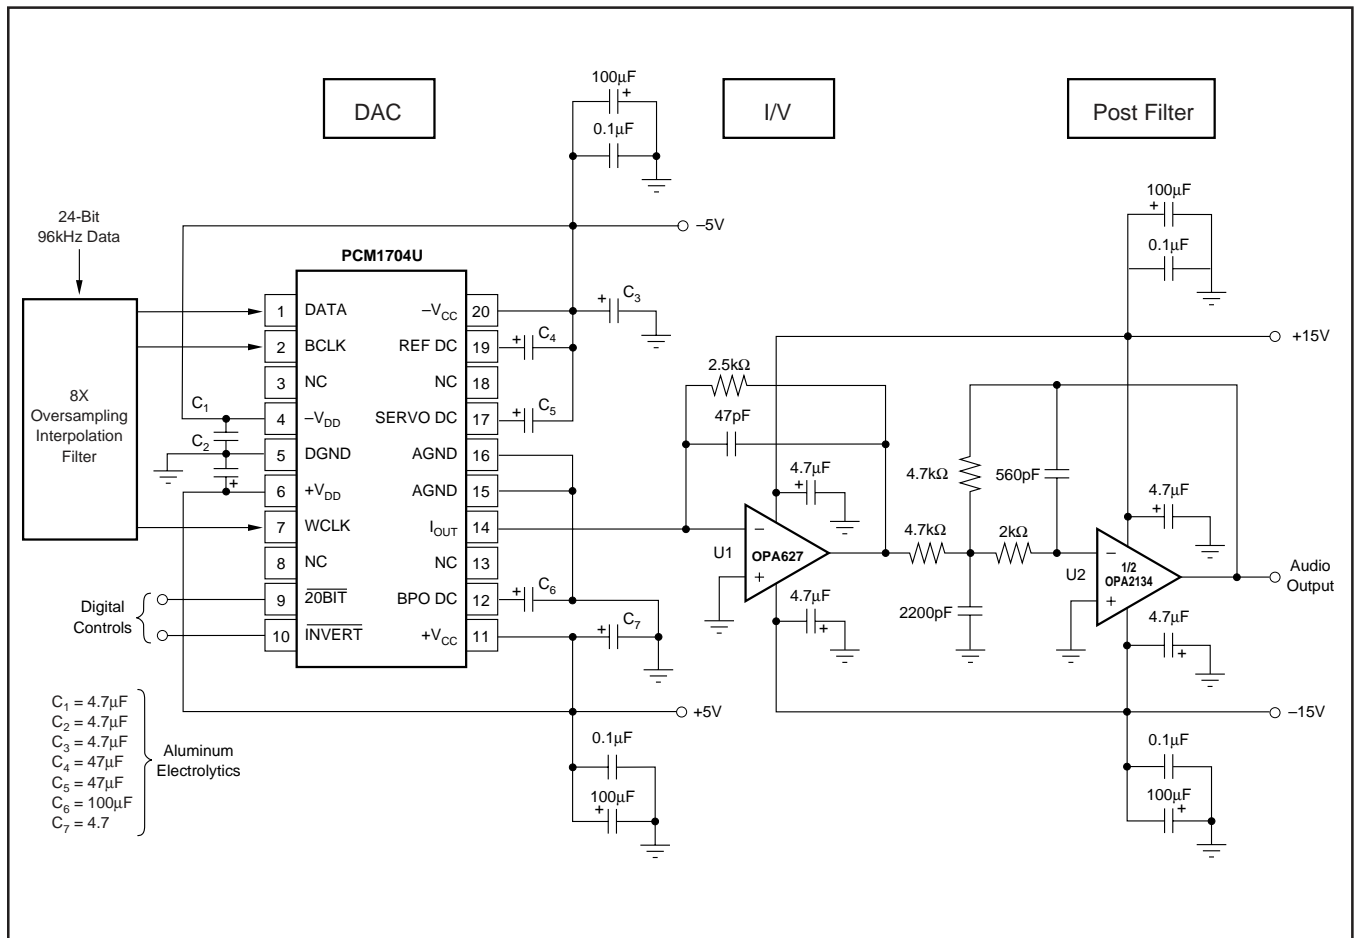 DAC
I/V
Post Filter
100µF
+
0.1µF
100µF
+
0.1µF
24-Bit
96kHz Data
–5V
PCM1704U
8X
Oversampling
Interpolation
Filter
1 DATA
2 BCLK
3 NC
4 –VDD
5 DGND
6 +VDD
7 WCLK
8 NC
9 20BIT
10 INVERT
–VCC 20
REF DC 19
NC 18
SERVO DC 17
AGND 16
AGND 15
IOUT 14
NC 13
BPO DC 12
+VCC 11
C1
C2
+
+ C3
+ C4
+ C5
+ C6
+ C7
Digital
Controls
+15V
2.5kΩ
47pF
4.7µF
+
U1
–
OPA627
+
4.7µF
+
4.7kΩ
4.7kΩ
560pF
2kΩ
2200pF
4.7µF
+
U2
–
1/2
OPA2134
+
4.7µF
+
Audio
Output
+5V
–15V
0.1µF
100µF
+
0.1µF
100µF
+
C1 = 4.7µF
C2 = 4.7µF
C3 = 4.7µF
C4 = 47µF
C5 = 47µF
C6 = 100µF
C7 = 4.7
Aluminum
Electrolytics